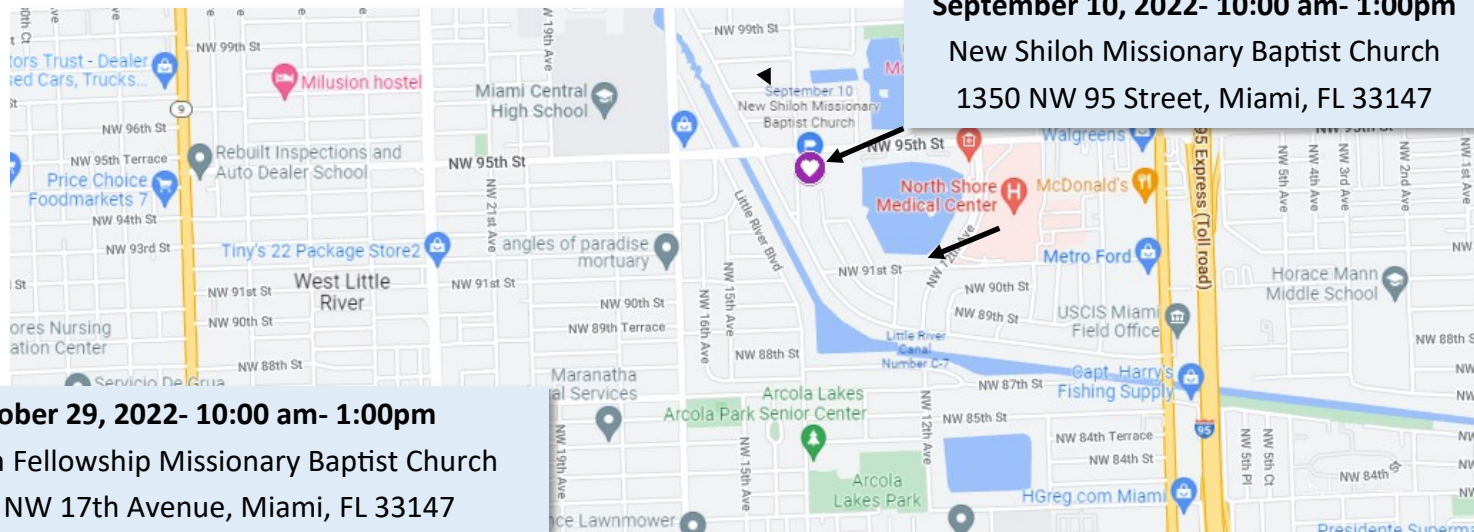 September 10, 2022- 10:00 am- 1:00pm
New Shiloh Missionary Baptist Church
1350 NW 95 Street, Miami, FL 33147
NW 99th St
Milusion hostel
9
NW 96th St
NW 95th Terrace
Price Choice
Foodmarkets 7
NW 94th St
NW 93rd St
Rebuilt Inspections and
Auto Dealer School
NW 19th Ave
Miami Central
High School
NW 95th St
NW 21st Ave
Tiny's 22 Package Store2
West Little
River
NW 91st St
NW 91st St
NW 90th St
NW 88th St
Servicio De Grua
angles of paradise
mortuary
NW 90th St
NW 89th Terrace
NW 88th St
NW 16th Ave
NW 15th Ave
Little River Blvd
NW 99th St
September 10
New Shiloh Missionary
Baptist Church
NW 95th St
North Shore
Medical Center
H
Walgreens
McDonald's
Metro Ford
NW 91st St
NW 90th St
NW 89th St
USCIS Miami
Field Office
Little River
Canal
Number C-7
NW 87th St
Capt. Harry's
Fishing Supply
NW 85th St
NW 84th Terrace
NW 84th St
HGreg.com Miami
95
95 Express (Toll road)
NW 5th Ave
NW 4th Ave
NW 3rd Ave
NW 2nd Ave
NW 1st Ave
Horace Mann
Middle School
NW 5th Pl
NW 5th Ct
NW 84th St
Maranatha
Arcola Lakes
Arcola Park Senior Center
NW 19th Ave
NW 15th Ave
NW 12th Ave
Arcola
Lakes Park
29, 2022- 10:00 am- 1:00pm
Fellowship Missionary Baptist Church
NW 17th Avenue, Miami, FL 33147